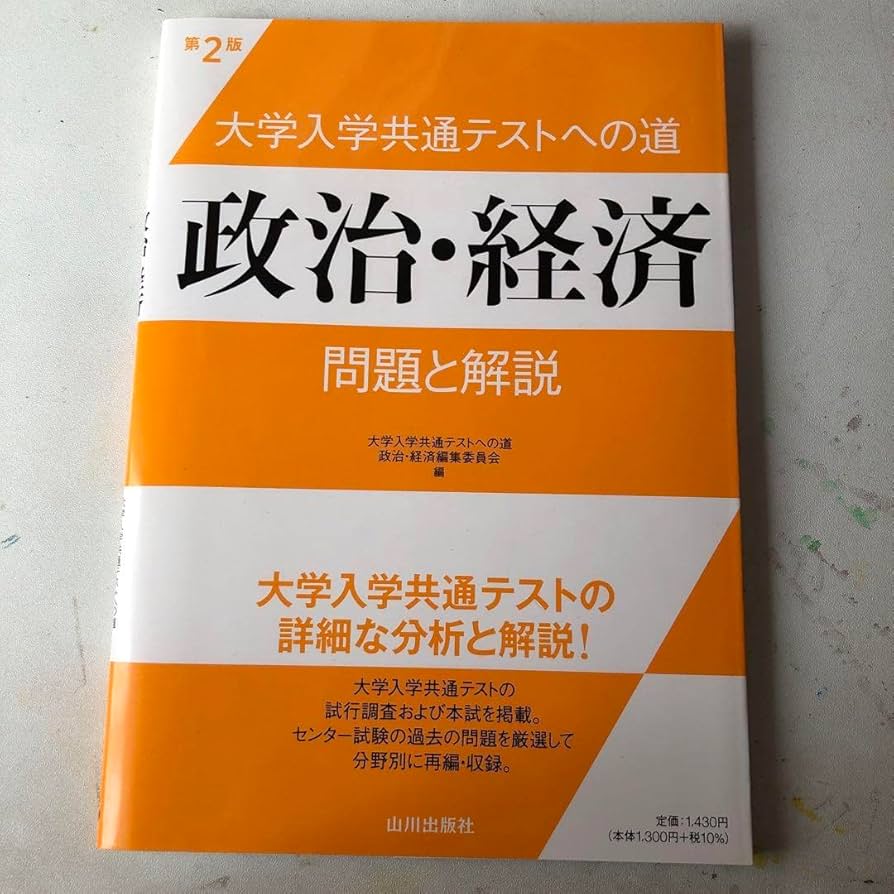 第2版
大学入学共通テストへの道
政治・経済
問題と解説
大学入学共通テストへの道
政治・経済編集委員会
編
大学入学共通テストの
詳細な分析と解説!
大学入学共通テストの
試行調査および本試を掲載。
センター試験の過去の問題を厳選して
分野別に再編・収録。
山川出版社
定価:1,430円
(本体1,300円+税10%)